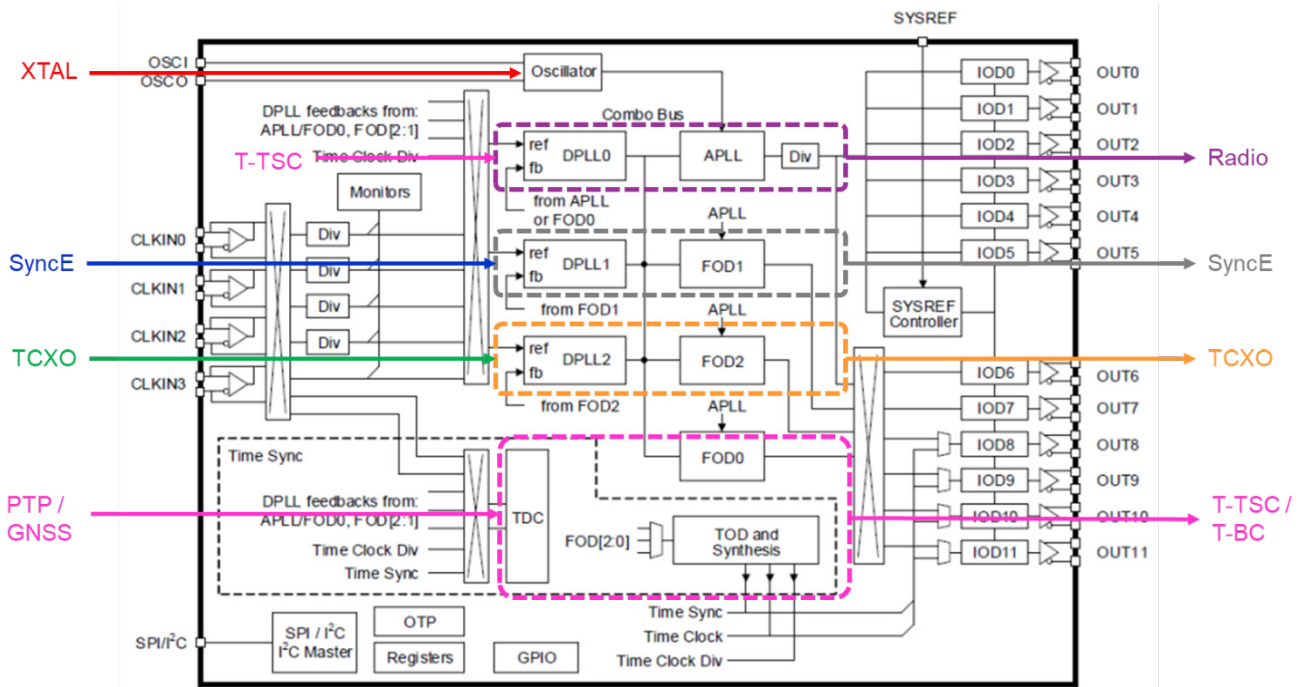 SYSREF
XTAL
OSCI
OSCO
Oscillator
DPLL feedbacks from:
APLL/FOD0, FOD[2:1]
Time Clock Div
T-TSC
Combo Bus
ref
fb
DPLL0
APLL
Div
Radio
from APLL
or FOD0
Monitors
CLKIN0
CLKIN1
CLKIN2
CLKIN3
Div
Div
Div
Div
SyncE
ref
fb
DPLL1
APLL
FOD1
SyncE
from FOD1
TCXO
ref
fb
DPLL2
APLL
FOD2
TCXO
from FOD2
APLL
FOD0
IOD0
OUT0
IOD1
OUT1
IOD2
OUT2
IOD3
OUT3
IOD4
OUT4
IOD5
OUT5
SYSREF
Controller
IOD6
OUT6
IOD7
OUT7
IOD8
OUT8
IOD9
OUT9
IOD10
OUT10
IOD11
OUT11
Time Sync
PTP /
GNSS
DPLL feedbacks from:
APLL/FOD0, FOD[2:1]
Time Clock Div
Time Sync
TDC
FOD[2:0]
TOD and
Synthesis
T-TSC /
T-BC
Time Sync
Time Clock
Time Clock Div
SPI/I²C
SPI / I²C
I²C Master
OTP
Registers
GPIO